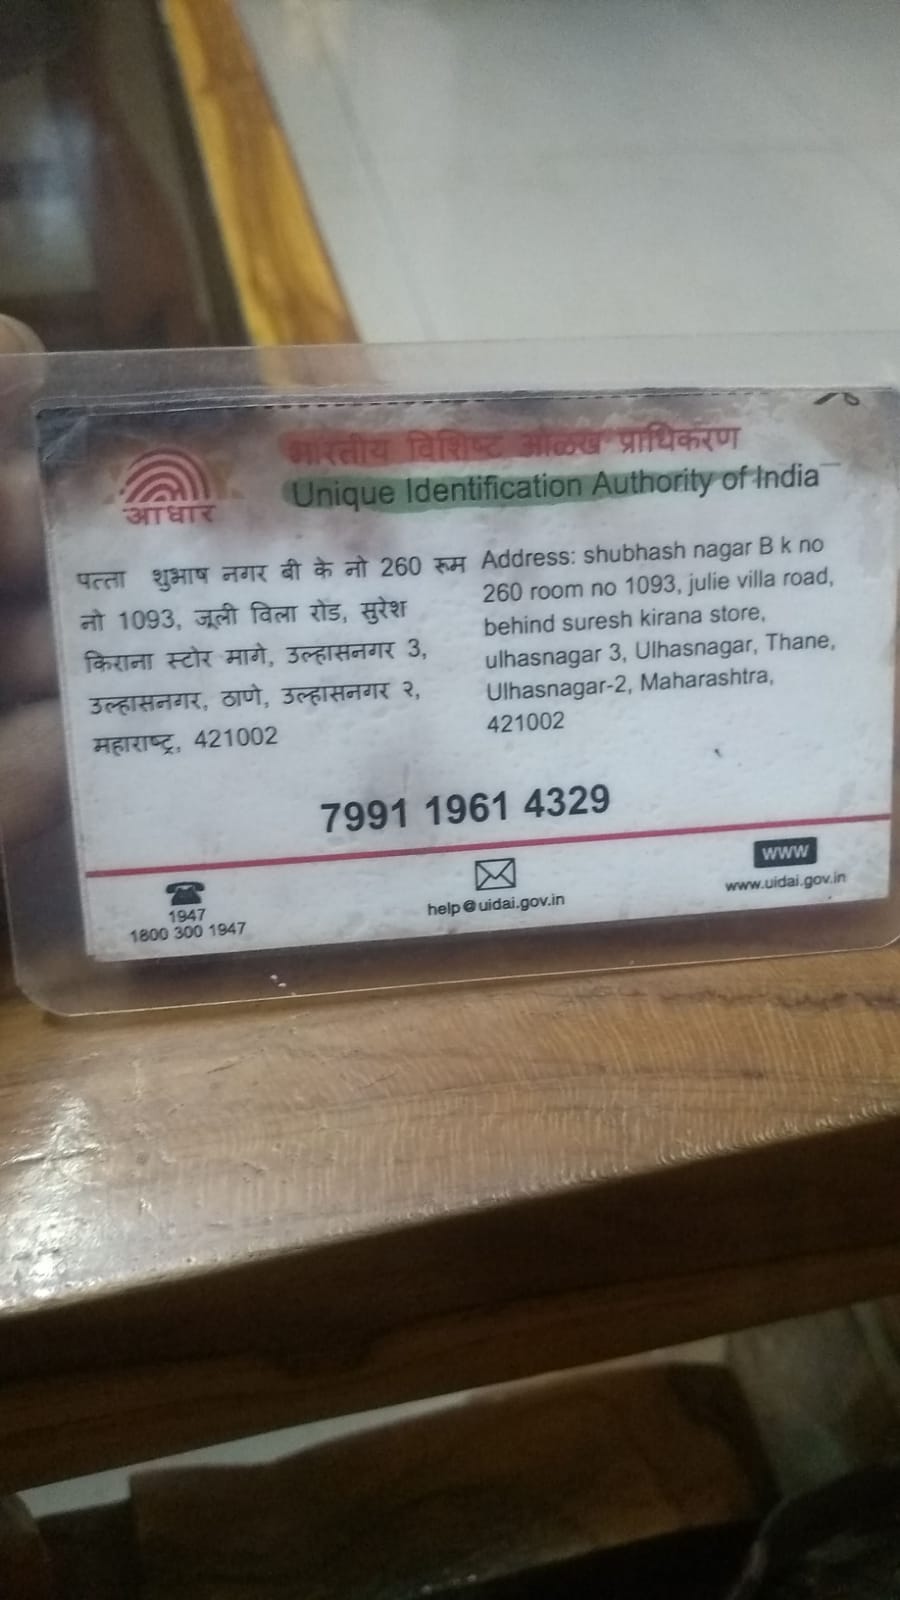 भारतीय विशिष्ट ओळख प्राधिकरण
Unique Identification Authority of India
आधार
पत्ता शुभाष नगर बी के नो 260 रूम
नो 1093, जूली विला रोड, सुरेश
किराना स्टोर मागे, उल्हासनगर 3,
उल्हासनगर, ठाणे, उल्हासनगर २,
महाराष्ट्र, 421002
Address: shubhash nagar B k no
260 room no 1093, julie villa road,
behind suresh kirana store,
ulhasnagar 3, Ulhasnagar, Thane,
Ulhasnagar-2, Maharashtra,
421002
7991 1961 4329
1947
1800 300 1947
help@uidai.gov.in
www
www.uidai.gov.in